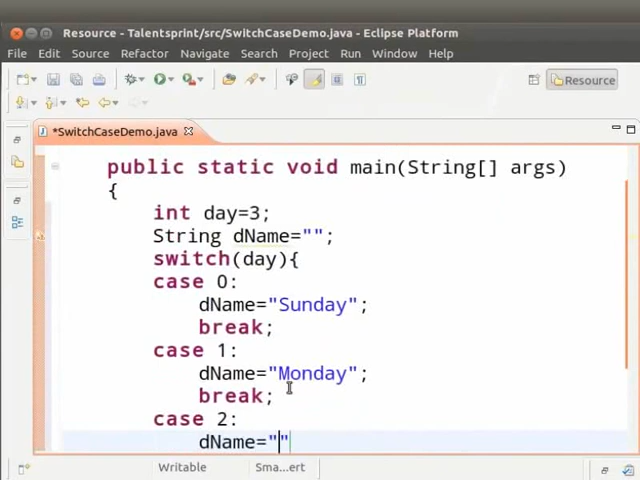 Resource - Talentsprint/src/SwitchCaseDemo.java - Eclipse Platform
File Edit Source Refactor Navigate Search Project Run Window Help
Resource
*SwitchCaseDemo.java
public static void main(String[] args)
{
int day=3;
String dName="";
switch(day){
case 0:
dName="Sunday";
break;
case 1:
dName="Monday";
break;
case 2:
dName=""
Writable Sma...ert